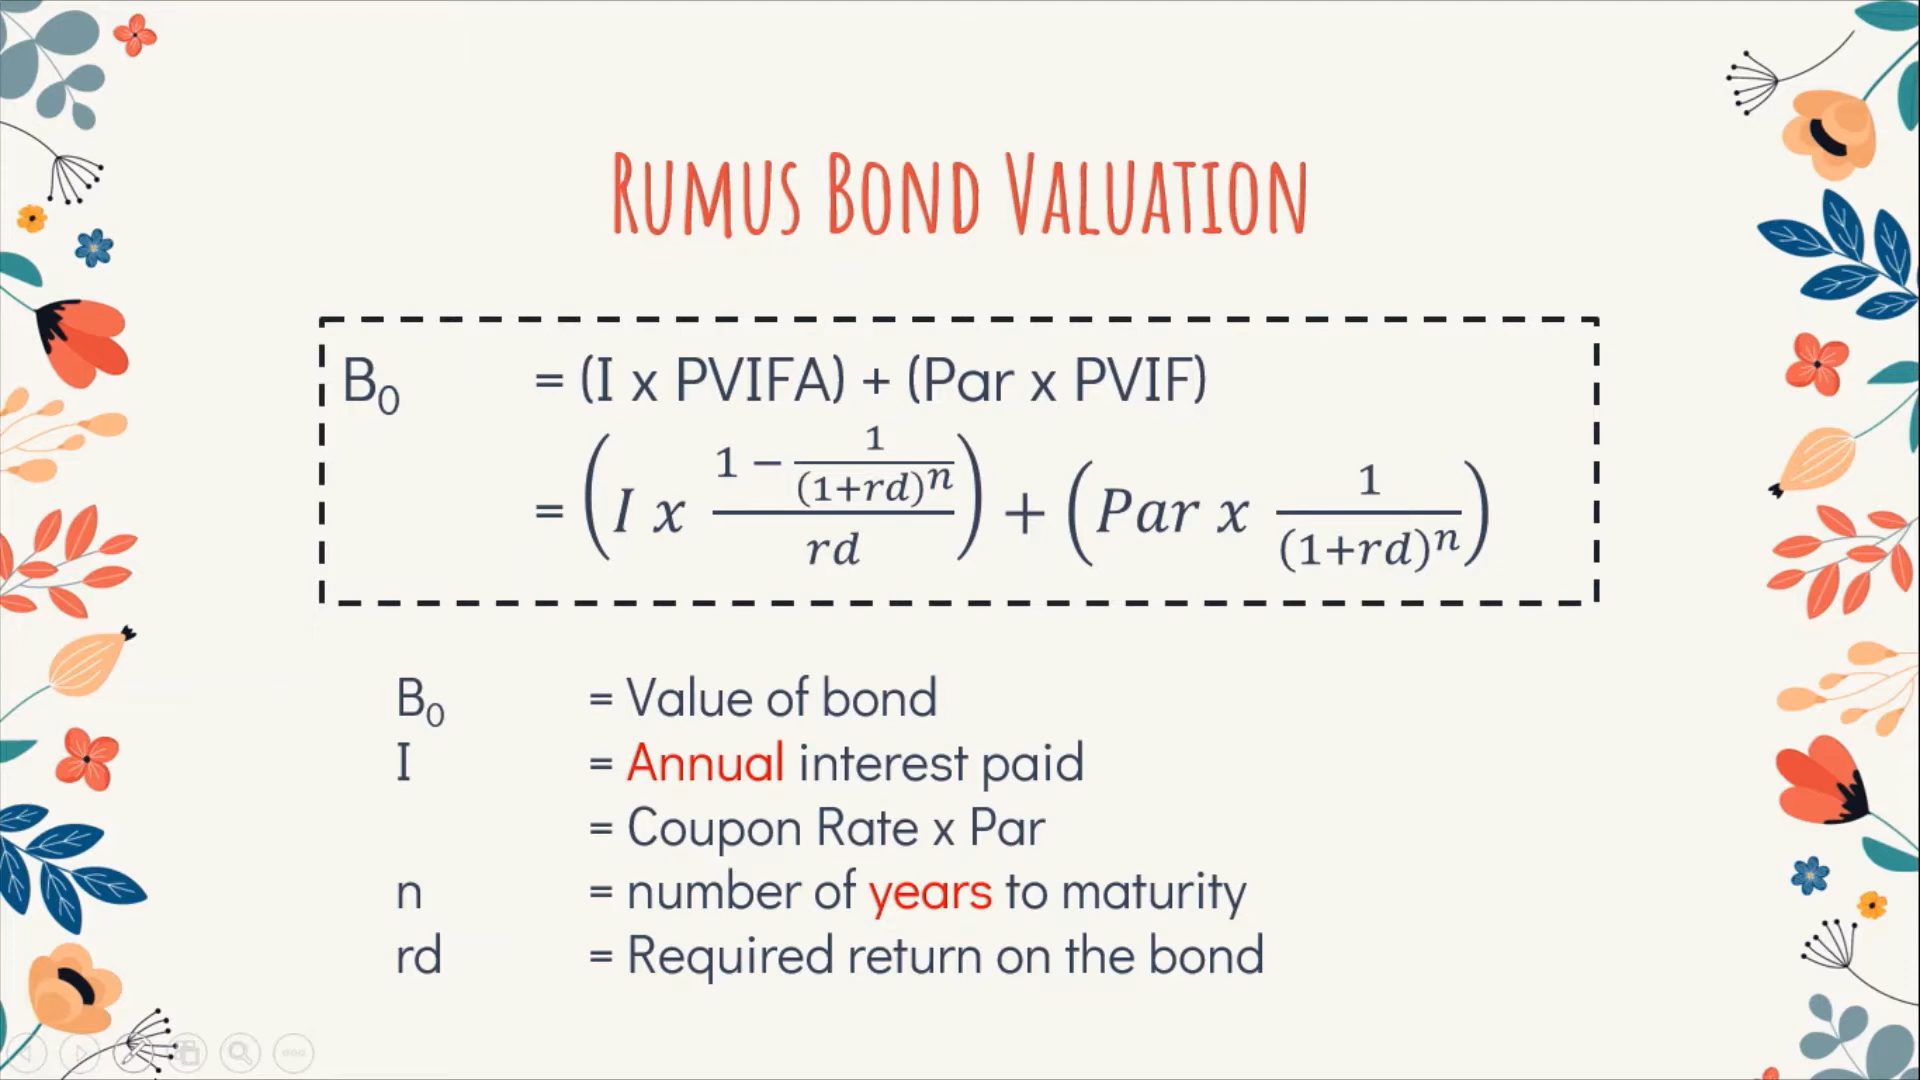 Rumus Bond Valuation
B₀ = (I x PVIFA) + (Par x PVIF)
= (I x (1 − 1/(1+rd)ⁿ)/rd) + (Par x 1/(1+rd)ⁿ)
B₀ = Value of bond
I = Annual interest paid
= Coupon Rate x Par
n = number of years to maturity
rd = Required return on the bond